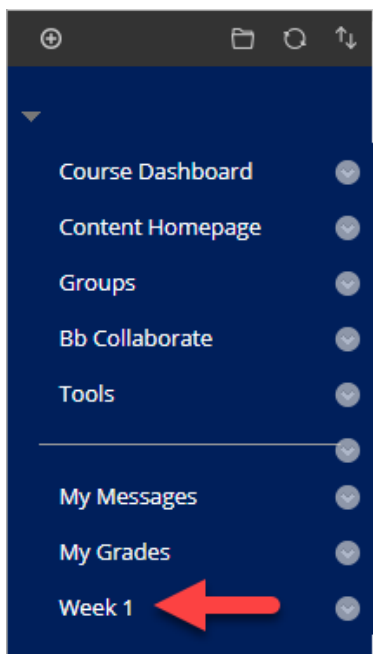 Course Dashboard
Content Homepage
Groups
Bb Collaborate
Tools
My Messages
My Grades
Week 1